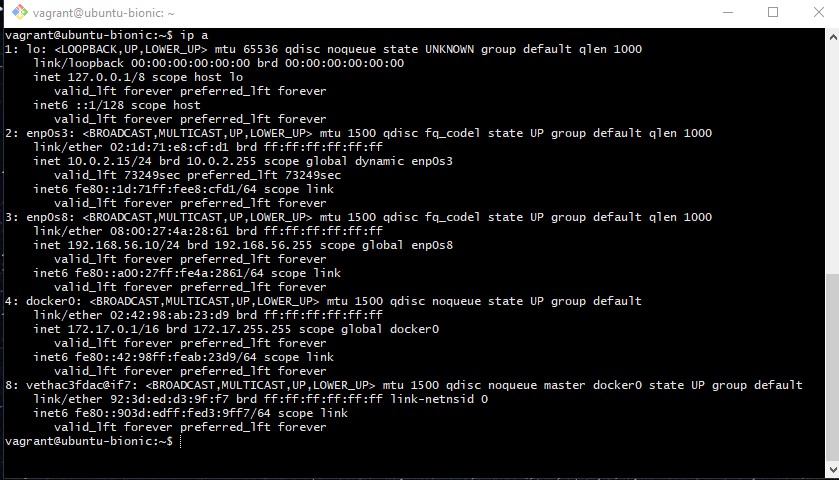 vagrant@ubuntu-bionic: ~
vagrant@ubuntu-bionic:~$ ip a
1: lo: <LOOPBACK,UP,LOWER_UP> mtu 65536 qdisc noqueue state UNKNOWN group default qlen 1000
    link/loopback 00:00:00:00:00:00 brd 00:00:00:00:00:00
    inet 127.0.0.1/8 scope host lo
       valid_lft forever preferred_lft forever
    inet6 ::1/128 scope host
       valid_lft forever preferred_lft forever
2: enp0s3: <BROADCAST,MULTICAST,UP,LOWER_UP> mtu 1500 qdisc fq_codel state UP group default qlen 1000
    link/ether 02:1d:71:e8:cf:d1 brd ff:ff:ff:ff:ff:ff
    inet 10.0.2.15/24 brd 10.0.2.255 scope global dynamic enp0s3
       valid_lft 73249sec preferred_lft 73249sec
    inet6 fe80::1d:71ff:fee8:cfd1/64 scope link
       valid_lft forever preferred_lft forever
3: enp0s8: <BROADCAST,MULTICAST,UP,LOWER_UP> mtu 1500 qdisc fq_codel state UP group default qlen 1000
    link/ether 08:00:27:4a:28:61 brd ff:ff:ff:ff:ff:ff
    inet 192.168.56.10/24 brd 192.168.56.255 scope global enp0s8
       valid_lft forever preferred_lft forever
    inet6 fe80::a00:27ff:fe4a:2861/64 scope link
       valid_lft forever preferred_lft forever
4: docker0: <BROADCAST,MULTICAST,UP,LOWER_UP> mtu 1500 qdisc noqueue state UP group default
    link/ether 02:42:98:ab:23:d9 brd ff:ff:ff:ff:ff:ff
    inet 172.17.0.1/16 brd 172.17.255.255 scope global docker0
       valid_lft forever preferred_lft forever
    inet6 fe80::42:98ff:feab:23d9/64 scope link
       valid_lft forever preferred_lft forever
8: vethac3fdac@if7: <BROADCAST,MULTICAST,UP,LOWER_UP> mtu 1500 qdisc noqueue master docker0 state UP group default
    link/ether 92:3d:ed:d3:9f:f7 brd ff:ff:ff:ff:ff:ff link-netnsid 0
    inet6 fe80::903d:edff:fed3:9ff7/64 scope link
       valid_lft forever preferred_lft forever
vagrant@ubuntu-bionic:~$